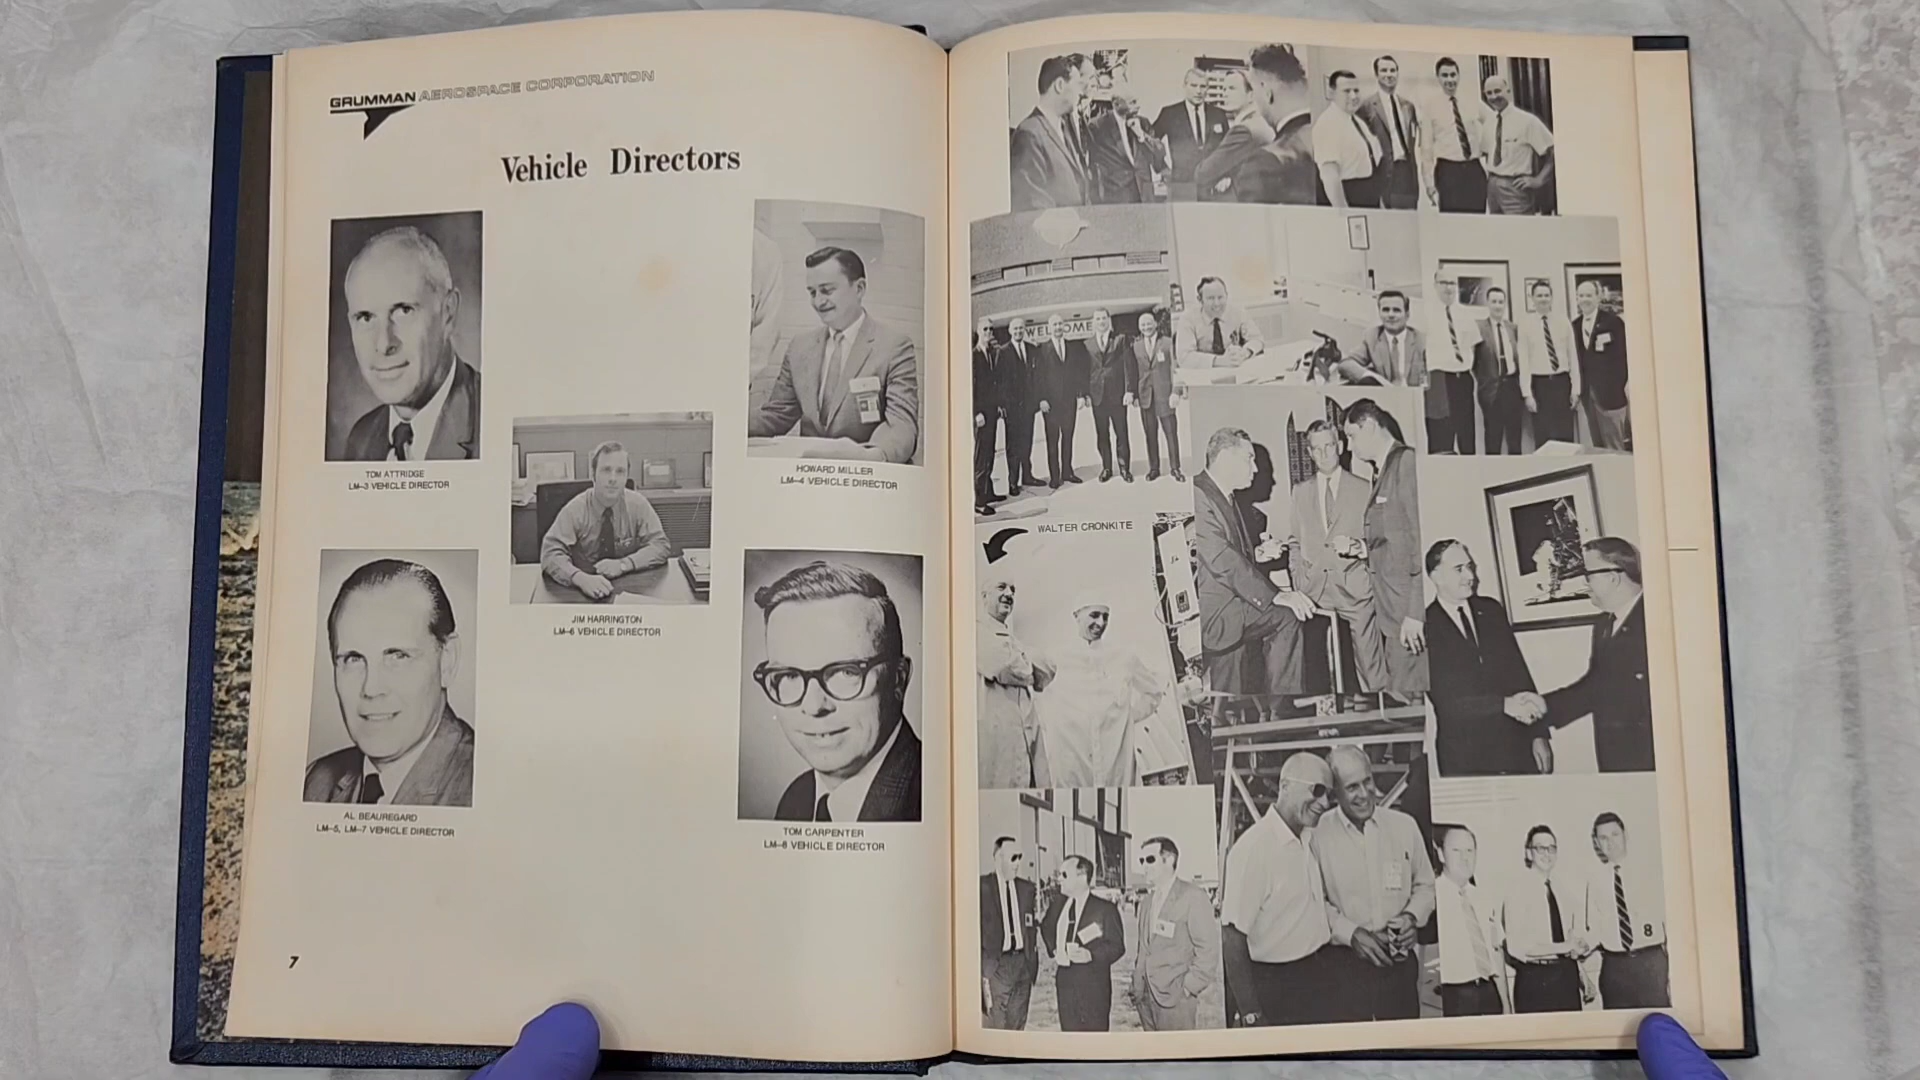 GRUMMAN AEROSPACE CORPORATION
Vehicle Directors
TOM ATTRIDGE
LM-3 VEHICLE DIRECTOR
HOWARD MILLER
LM-4 VEHICLE DIRECTOR
JIM HARRINGTON
LM-6 VEHICLE DIRECTOR
AL BEAUREGARD
LM-5, LM-7 VEHICLE DIRECTOR
TOM CARPENTER
LM-8 VEHICLE DIRECTOR
7
WELCOME
WALTER CRONKITE
8